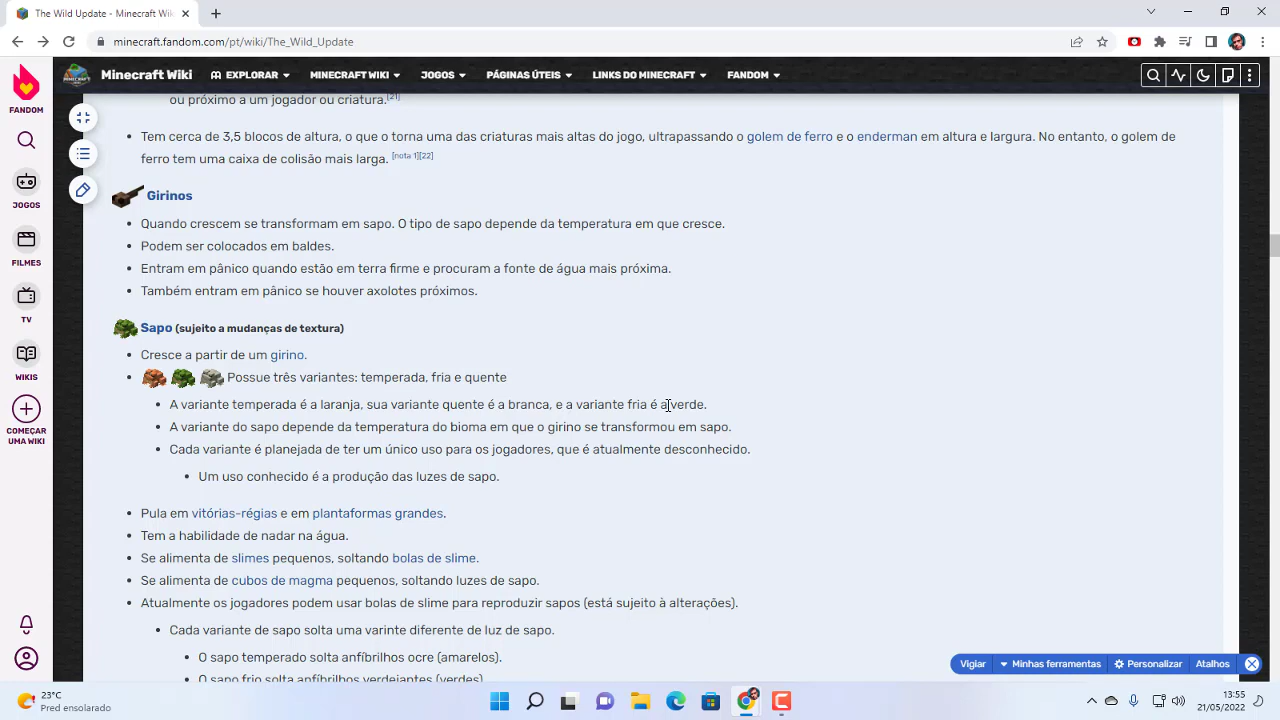 The Wild Update – Minecraft Wiki
minecraft.fandom.com/pt/wiki/The_Wild_Update
FANDOM
JOGOS
FILMES
TV
WIKIS
COMEÇAR
UMA WIKI
Minecraft Wiki EXPLORAR MINECRAFT WIKI JOGOS PÁGINAS ÚTEIS LINKS DO MINECRAFT FANDOM
ou próximo a um jogador ou criatura.[21]
Tem cerca de 3,5 blocos de altura, o que o torna uma das criaturas mais altas do jogo, ultrapassando o golem de ferro e o enderman em altura e largura. No entanto, o golem de
ferro tem uma caixa de colisão mais larga. [nota 1][22]
Girinos
Quando crescem se transformam em sapo. O tipo de sapo depende da temperatura em que cresce.
Podem ser colocados em baldes.
Entram em pânico quando estão em terra firme e procuram a fonte de água mais próxima.
Também entram em pânico se houver axolotes próximos.
Sapo (sujeito a mudanças de textura)
Cresce a partir de um girino.
Possue três variantes: temperada, fria e quente
A variante temperada é a laranja, sua variante quente é a branca, e a variante fria é a verde.
A variante do sapo depende da temperatura do bioma em que o girino se transformou em sapo.
Cada variante é planejada de ter um único uso para os jogadores, que é atualmente desconhecido.
Um uso conhecido é a produção das luzes de sapo.
Pula em vitórias-régias e em plantaformas grandes.
Tem a habilidade de nadar na água.
Se alimenta de slimes pequenos, soltando bolas de slime.
Se alimenta de cubos de magma pequenos, soltando luzes de sapo.
Atualmente os jogadores podem usar bolas de slime para reproduzir sapos (está sujeito à alterações).
Cada variante de sapo solta uma varinte diferente de luz de sapo.
O sapo temperado solta anfíbrilhos ocre (amarelos).
O sapo frio solta anfíbrilhos verdejantes (verdes)
Vigiar Minhas ferramentas Personalizar Atalhos
23°C
Pred ensolarado
13:55
21/05/2022